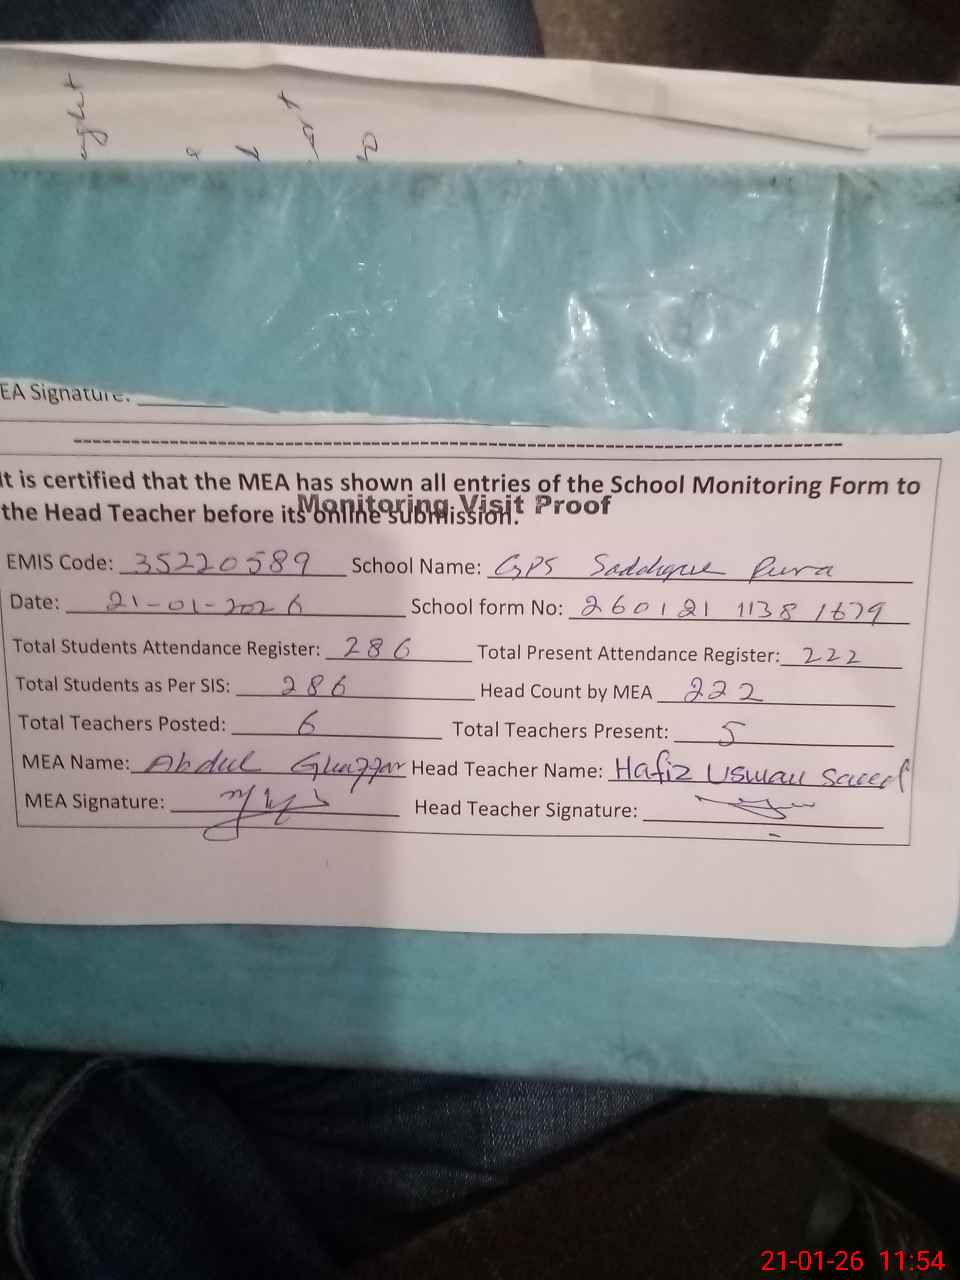 EA Signature:
It is certified that the MEA has shown all entries of the School Monitoring Form to
the Head Teacher before its online submission.
Monitoring Visit Proof
EMIS Code: 35220589 School Name: GPS Saddique Pura
Date: 21-01-2026 School form No: 260121 1138 1679
Total Students Attendance Register: 286 Total Present Attendance Register: 222
Total Students as Per SIS: 286 Head Count by MEA 222
Total Teachers Posted: 6 Total Teachers Present: 5
MEA Name: Abdul Ghaffar Head Teacher Name: Hafiz Usman Saeed
MEA Signature: Head Teacher Signature:
21-01-26 11:54